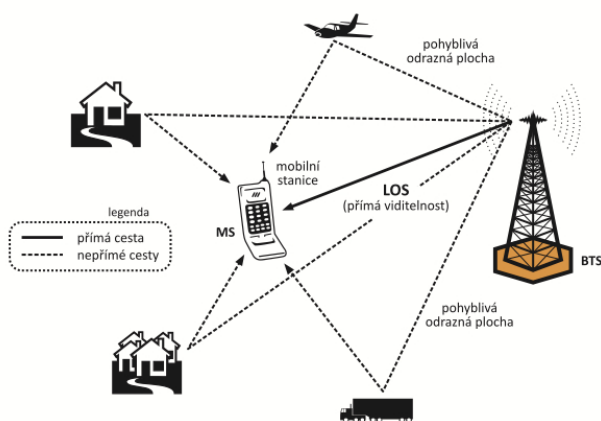 pohyblivá
odrazná plocha
mobilní
stanice
LOS
(přímá viditelnost)
MS
legenda
přímá cesta
nepřímé cesty
BTS
pohyblivá
odrazná plocha